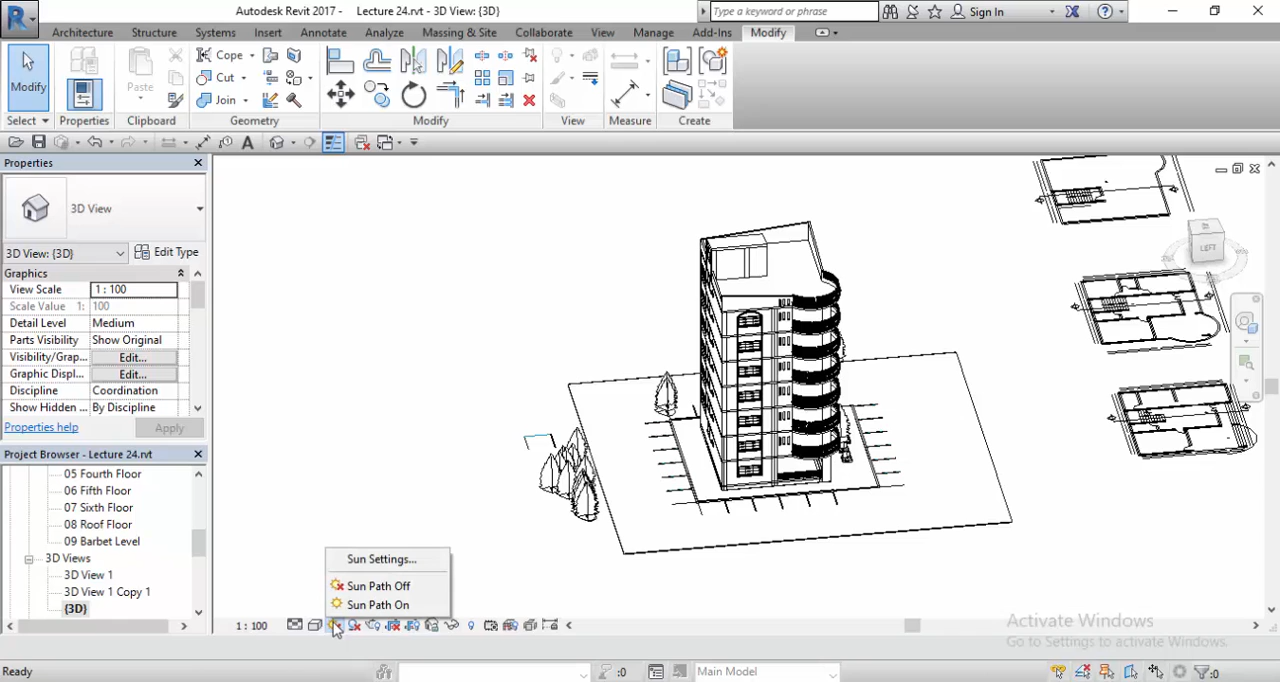 Autodesk Revit 2017 - Lecture 24.rvt - 3D View: {3D}
Type a keyword or phrase
Sign In
Architecture Structure Systems Insert Annotate Analyze Massing & Site Collaborate View Manage Add-Ins Modify
Modify
Paste
Cope
Cut
Join
Select Properties Clipboard Geometry Modify View Measure Create
Properties
3D View
3D View: {3D} Edit Type
Graphics
View Scale 1 : 100
Scale Value 1: 100
Detail Level Medium
Parts Visibility Show Original
Visibility/Grap... Edit...
Graphic Displ... Edit...
Discipline Coordination
Show Hidden ... By Discipline
Properties help Apply
Project Browser - Lecture 24.rvt
05 Fourth Floor
06 Fifth Floor
07 Sixth Floor
08 Roof Floor
09 Barbet Level
3D Views
3D View 1
3D View 1 Copy 1
{3D}
LEFT
Sun Settings...
Sun Path Off
Sun Path On
1 : 100
Activate Windows
Go to Settings to activate Windows.
Ready
:0
Main Model
:0